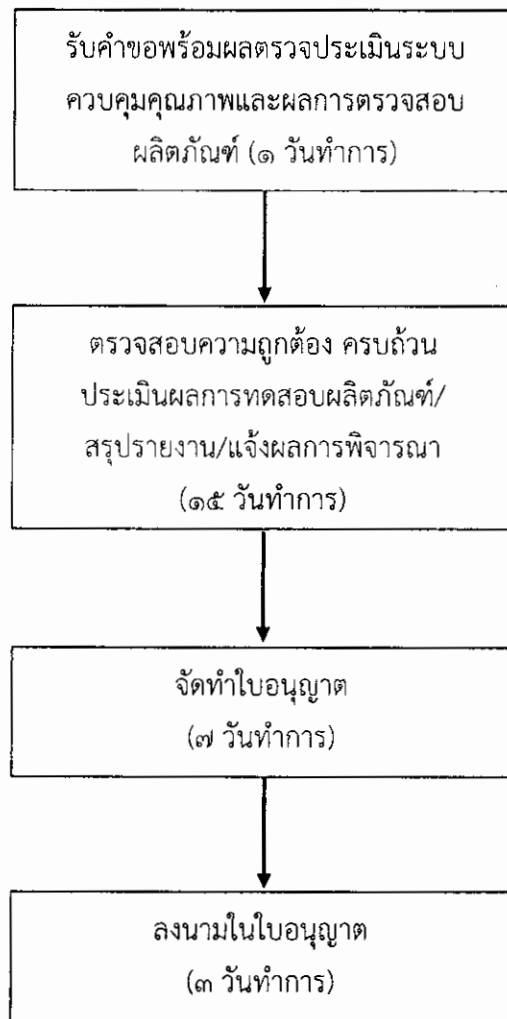 รับคำขอพร้อมผลตรวจประเมินระบบ
ควบคุมคุณภาพและผลการตรวจสอบ
ผลิตภัณฑ์ (๑ วันทำการ)
ตรวจสอบความถูกต้อง ครบถ้วน
ประเมินผลการทดสอบผลิตภัณฑ์/
สรุปรายงาน/แจ้งผลการพิจารณา
(๑๕ วันทำการ)
จัดทำใบอนุญาต
(๗ วันทำการ)
ลงนามในใบอนุญาต
(๓ วันทำการ)